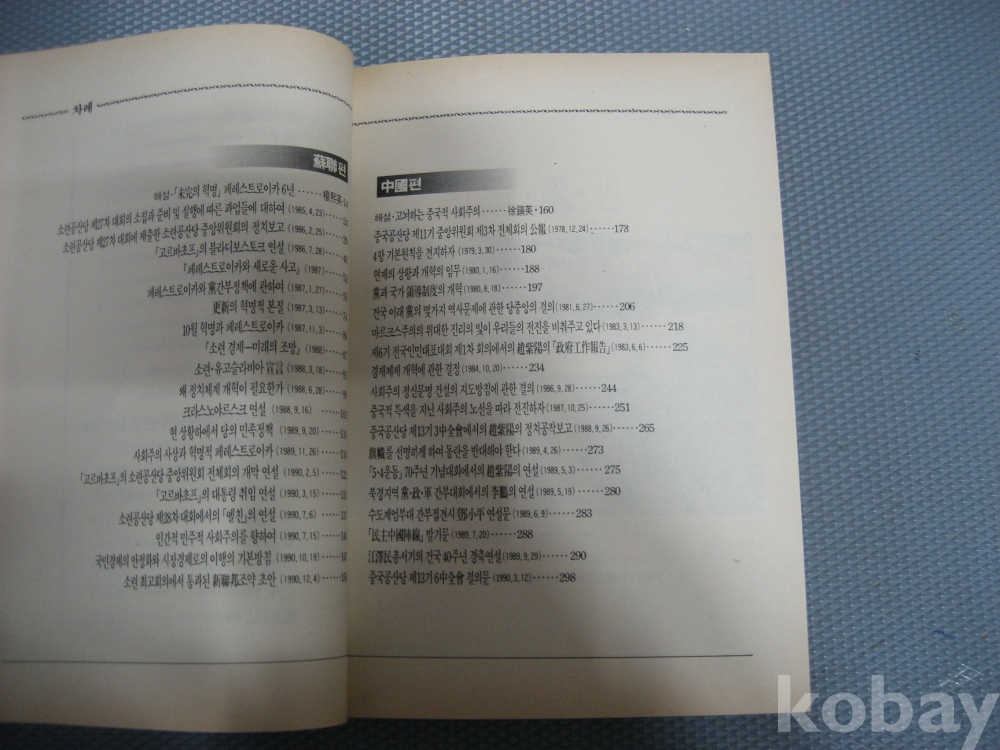 차례
蘇聯편
해설·「未完의 혁명」 페레스트로이카 6년
소련공산당 제27차 대회의 소집과 준비 및 실행에 따른 과업들에 대하여 (1985, 4, 23)
소련공산당 제27차 대회에 제출한 소련공산당 중앙위원회의 정치보고 (1986, 2, 25)
「고르바초프」의 블라디보스토크 연설 (1986, 7, 28)
『페레스트로이카와 새로운 사고』 (1987)
페레스트로이카와 黨간부정책에 관하여 (1987, 1, 27)
更新의 혁명적 본질 (1987, 3, 13)
10월 혁명과 페레스트로이카 (1987, 11, 3)
『소련 경제－미래의 조망』 (1988)
소련·유고슬라비아 宣言 (1988, 3, 18)
왜 정치체제 개혁이 필요한가 (1988, 6, 28)
크라스노야르스크 연설 (1988, 9, 16)
현 상황하에서 당의 민족정책 (1989, 9, 20)
사회주의 사상과 혁명적 페레스트로이카 (1989, 11, 26)
「고르바초프」의 소련공산당 중앙위원회 전체회의 개막 연설 (1990, 2, 5)
「고르바초프」의 대통령 취임 연설 (1990, 3, 15)
소련공산당 제28차 대회에서의 「옐친」의 연설 (1990, 7, 6)
인간적 민주적 사회주의를 향하여 (1990, 7, 15)
국민경제의 안정화와 시장경제로의 이행의 기본방침 (1990, 10, 19)
소련 최고회의에서 통과된 新聯邦조약 초안 (1990, 12, 4)
中國편
해설·고뇌하는 중국적 사회주의······徐鎭英·160
중국공산당 제11기 중앙위원회 제3차 전체회의 公報 (1978, 12, 24)······173
4항 기본원칙을 견지하자 (1979, 3, 30)······180
현재의 상황과 개혁의 임무 (1980, 1, 16)······188
黨과 국가 領導制度의 개혁 (1980, 8, 18)······197
건국 이래 黨의 몇가지 역사문제에 관한 당중앙의 결의 (1981, 6, 27)······206
마르크스주의의 위대한 진리의 빛이 우리들의 전진을 비춰주고 있다 (1983, 3, 13)······218
제6기 전국인민대표대회 제1차 회의에서의 趙紫陽의 「政府工作報告」 (1983, 6, 6)······225
경제체제 개혁에 관한 결정 (1984, 10, 20)······234
사회주의 정신문명 건설의 지도방침에 관한 결의 (1986, 9, 28)······244
중국적 특색을 지닌 사회주의 노선을 따라 전진하자 (1987, 10, 25)······251
중국공산당 제13기 3中全會에서의 趙紫陽의 정치공작보고 (1988, 9, 26)······265
旗幟를 선명하게 하여 동란을 반대해야 한다 (1989, 4, 26)······273
「5·4운동」 70주년 기념대회에서의 趙紫陽의 연설 (1989, 5, 3)······275
북경지역 黨·政·軍 간부대회에서의 李鵬의 연설 (1989, 5, 19)······280
수도계엄부대 간부접견시 鄧小平 연설문 (1989, 6, 9)······283
「民主中國陣線」 발기문 (1989, 7, 20)······288
江澤民총서기의 건국 40주년 경축연설 (1989, 9, 29)······290
중국공산당 제13기 6中全會 결의문 (1990, 3, 12)······298
kobay